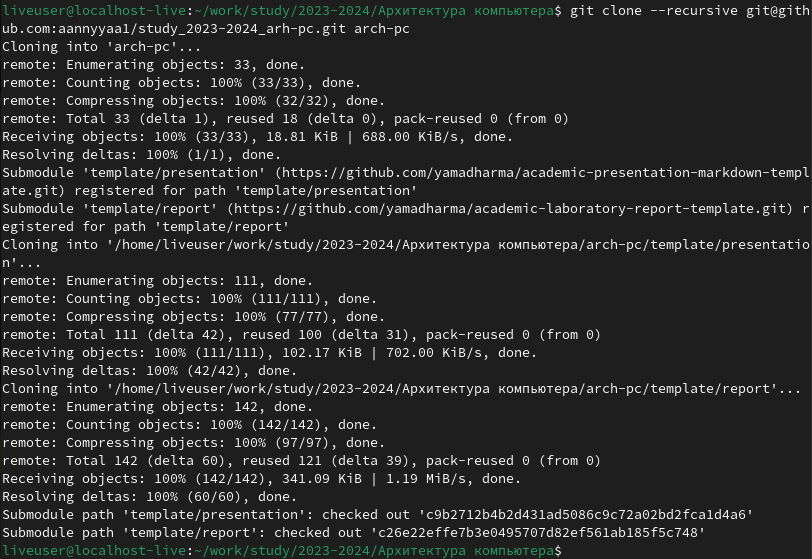 liveuser@localhost-live:~/work/study/2023-2024/Архитектура компьютера$ git clone --recursive git@gith
ub.com:aannyyaa1/study_2023-2024_arh-pc.git arch-pc
Cloning into 'arch-pc'...
remote: Enumerating objects: 33, done.
remote: Counting objects: 100% (33/33), done.
remote: Compressing objects: 100% (32/32), done.
remote: Total 33 (delta 1), reused 18 (delta 0), pack-reused 0 (from 0)
Receiving objects: 100% (33/33), 18.81 KiB | 688.00 KiB/s, done.
Resolving deltas: 100% (1/1), done.
Submodule 'template/presentation' (https://github.com/yamadharma/academic-presentation-markdown-templ
ate.git) registered for path 'template/presentation'
Submodule 'template/report' (https://github.com/yamadharma/academic-laboratory-report-template.git) r
egistered for path 'template/report'
Cloning into '/home/liveuser/work/study/2023-2024/Архитектура компьютера/arch-pc/template/presentatio
n'...
remote: Enumerating objects: 111, done.
remote: Counting objects: 100% (111/111), done.
remote: Compressing objects: 100% (77/77), done.
remote: Total 111 (delta 42), reused 100 (delta 31), pack-reused 0 (from 0)
Receiving objects: 100% (111/111), 102.17 KiB | 702.00 KiB/s, done.
Resolving deltas: 100% (42/42), done.
Cloning into '/home/liveuser/work/study/2023-2024/Архитектура компьютера/arch-pc/template/report'...
remote: Enumerating objects: 142, done.
remote: Counting objects: 100% (142/142), done.
remote: Compressing objects: 100% (97/97), done.
remote: Total 142 (delta 60), reused 121 (delta 39), pack-reused 0 (from 0)
Receiving objects: 100% (142/142), 341.09 KiB | 1.19 MiB/s, done.
Resolving deltas: 100% (60/60), done.
Submodule path 'template/presentation': checked out 'c9b2712b4b2d431ad5086c9c72a02bd2fca1d4a6'
Submodule path 'template/report': checked out 'c26e22effe7b3e0495707d82ef561ab185f5c748'
liveuser@localhost-live:~/work/study/2023-2024/Архитектура компьютера$